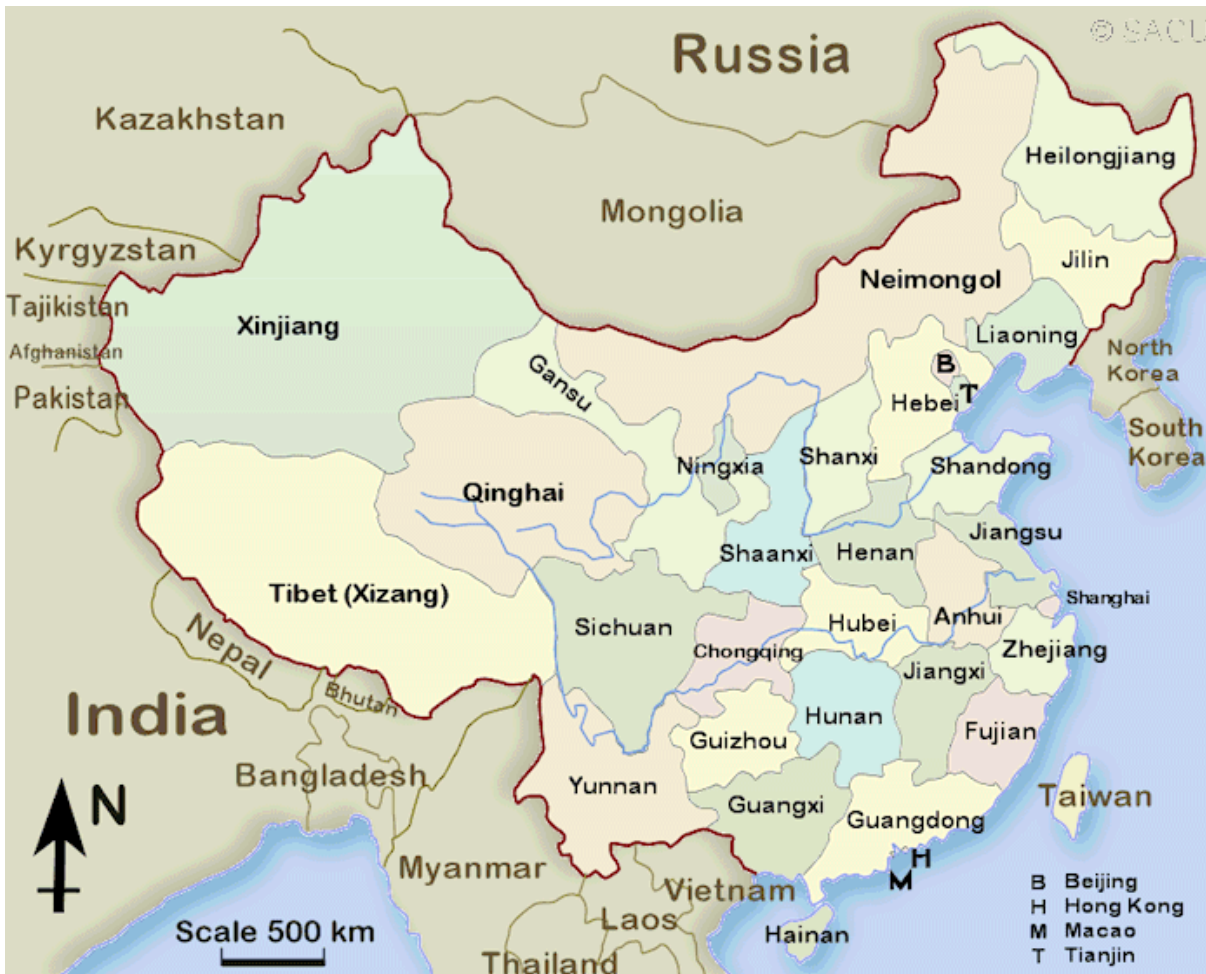 © SACU
Russia
Kazakhstan
Heilongjiang
Mongolia
Kyrgyzstan
Jilin
Neimongol
Tajikistan
Xinjiang
Liaoning
Afghanistan
North
Korea
Gansu
B
Pakistan
Hebei
T
South
Korea
Ningxia
Shanxi
Shandong
Qinghai
Jiangsu
Shaanxi
Henan
Tibet (Xizang)
Shanghai
Sichuan
Hubei
Anhui
Nepal
Chongqing
Zhejiang
Jiangxi
Bhutan
India
Hunan
Fujian
Guizhou
Bangladesh
Yunnan
Taiwan
N
Guangxi
Guangdong
Myanmar
H
M
Vietnam
B Beijing
H Hong Kong
M Macao
T Tianjin
Laos
Scale 500 km
Hainan
Thailand